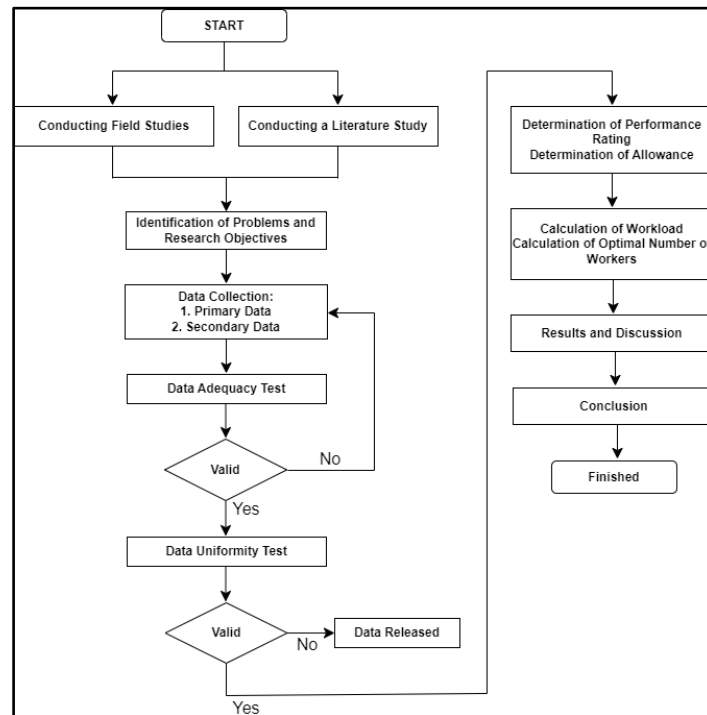 START
Conducting Field Studies
Conducting a Literature Study
Identification of Problems and
Research Objectives
Data Collection:
1. Primary Data
2. Secondary Data
Data Adequacy Test
Valid
No
Yes
Data Uniformity Test
Valid
No
Data Released
Yes
Determination of Performance
Rating
Determination of Allowance
Calculation of Workload
Calculation of Optimal Number o
Workers
Results and Discussion
Conclusion
Finished